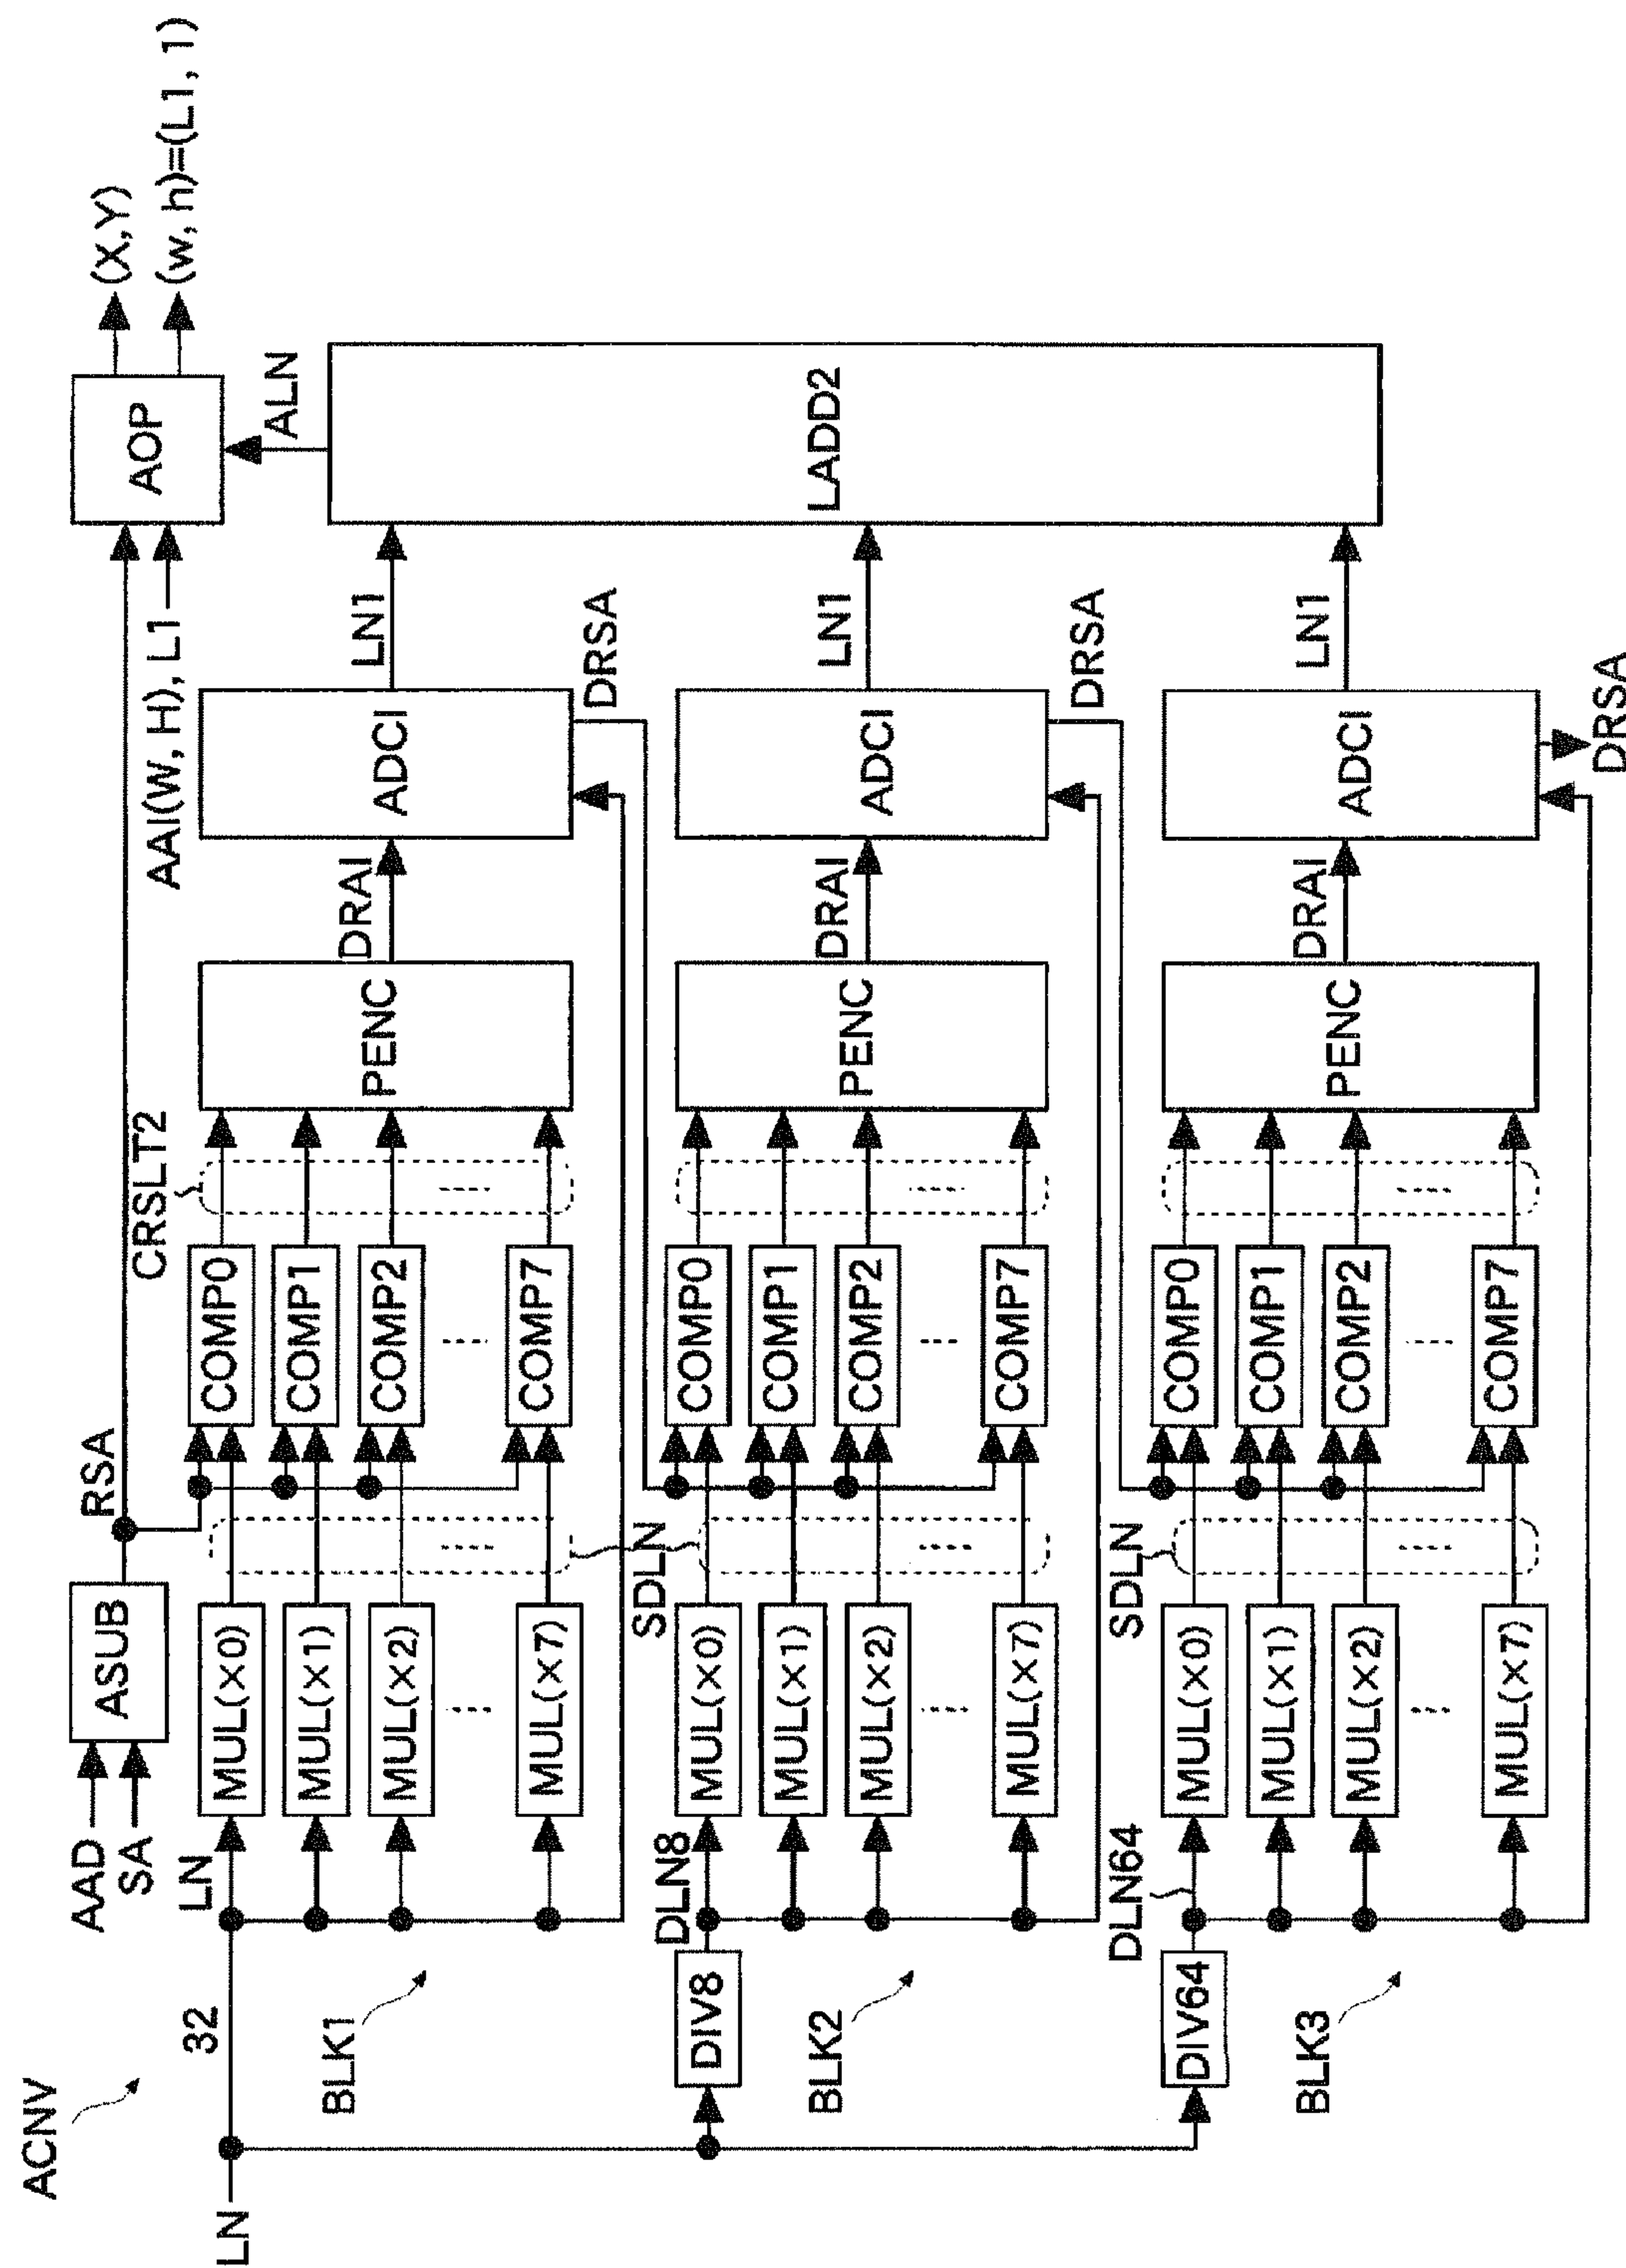 ACNV
AAD
SA
ASUB
RSA
CRSLT2
AAI(W, H), L1
AOP
(X,Y)
(w, h)=(L1, 1)
ALN
LN
32
LN
BLK1
MUL(×0)
MUL(×1)
MUL(×2)
MUL(×7)
COMP0
COMP1
COMP2
COMP7
PENC
DRAI
ADCI
LN1
DRSA
LADD2
SDLN
DIV8
DLN8
BLK2
MUL(×0)
MUL(×1)
MUL(×2)
MUL(×7)
COMP0
COMP1
COMP2
COMP7
PENC
DRAI
ADCI
LN1
DRSA
SDLN
DIV64
DLN64
BLK3
MUL(×0)
MUL(×1)
MUL(×2)
MUL(×7)
COMP0
COMP1
COMP2
COMP7
PENC
DRAI
ADCI
LN1
DRSA